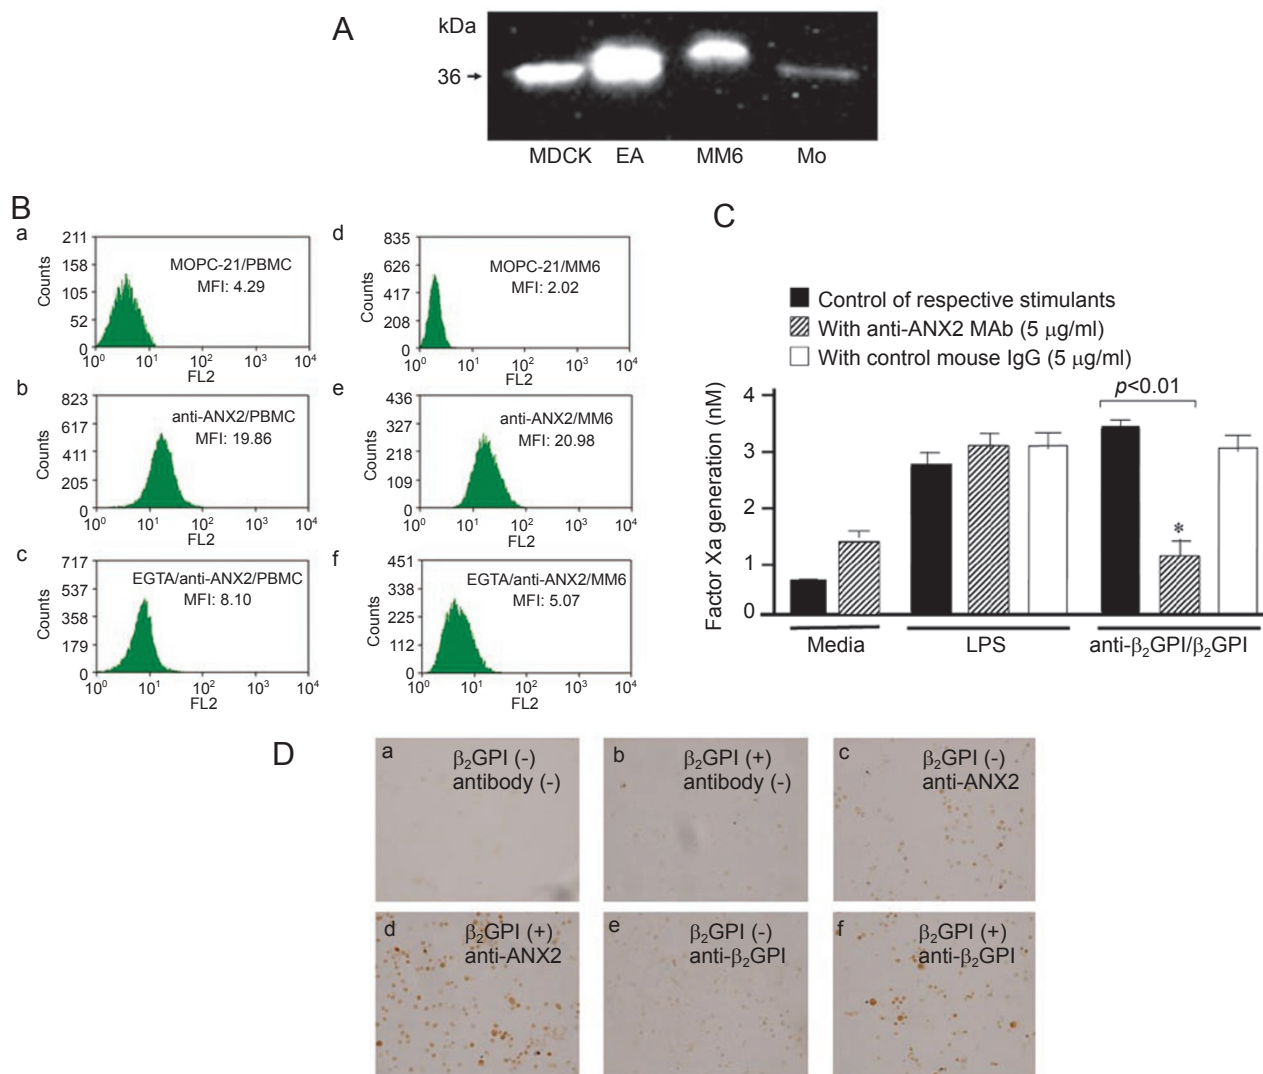 A
kDa
36
MDCK EA MM6 Mo
B
a
211
158
105
52
0
Counts
MOPC-21/PBMC
MFI: 4.29
10⁰ 10¹ 10² 10³ 10⁴
FL2
d
835
626
417
208
0
Counts
MOPC-21/MM6
MFI: 2.02
10⁰ 10¹ 10² 10³ 10⁴
FL2
b
823
617
411
205
0
Counts
anti-ANX2/PBMC
MFI: 19.86
10⁰ 10¹ 10² 10³ 10⁴
FL2
e
436
327
218
109
0
Counts
anti-ANX2/MM6
MFI: 20.98
10⁰ 10¹ 10² 10³ 10⁴
FL2
c
717
537
358
179
0
Counts
EGTA/anti-ANX2/PBMC
MFI: 8.10
10⁰ 10¹ 10² 10³ 10⁴
FL2
f
451
338
225
112
0
Counts
EGTA/anti-ANX2/MM6
MFI: 5.07
10⁰ 10¹ 10² 10³ 10⁴
FL2
C
Control of respective stimulants
With anti-ANX2 MAb (5 μg/ml)
With control mouse IgG (5 μg/ml)
Factor Xa generation (nM)
4
3
2
1
0
p<0.01
*
Media LPS anti-β₂GPI/β₂GPI
D
a
β₂GPI (-)
antibody (-)
b
β₂GPI (+)
antibody (-)
c
β₂GPI (-)
anti-ANX2
d
β₂GPI (+)
anti-ANX2
e
β₂GPI (-)
anti-β₂GPI
f
β₂GPI (+)
anti-β₂GPI